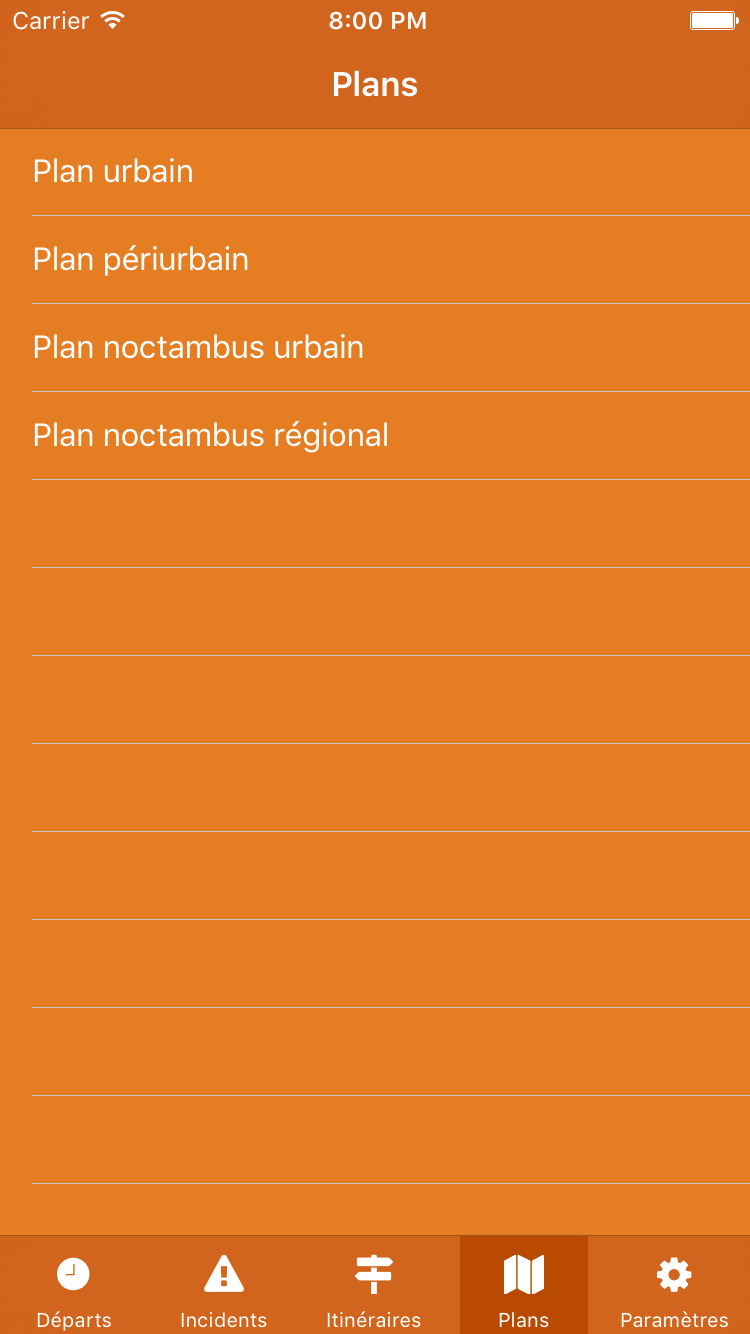 Carrier 8:00 PM
Plans
Plan urbain
Plan périurbain
Plan noctambus urbain
Plan noctambus régional
Départs Incidents Itinéraires Plans Paramètres